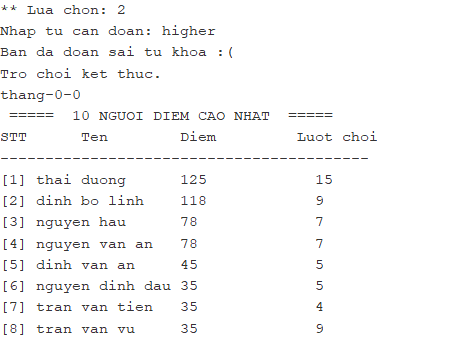 ** Lua chon: 2
Nhap tu can doan: higher
Ban da doan sai tu khoa :(
Tro choi ket thuc.
thang-0-0
===== 10 NGUOI DIEM CAO NHAT =====
STT Ten Diem Luot choi
-----------------------------------------
[1] thai duong 125 15
[2] dinh bo linh 118 9
[3] nguyen hau 78 7
[4] nguyen van an 78 7
[5] dinh van an 45 5
[6] nguyen dinh dau 35 5
[7] tran van tien 35 4
[8] tran van vu 35 9